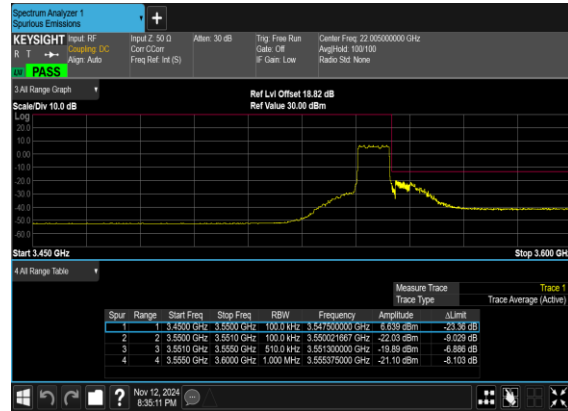 Spectrum Analyzer 1
Spurious Emissions
KEYSIGHT
R T
Input: RF
Coupling: DC
Align: Auto
Input Z: 50 Ω
Corr CCorr
Freq Ref: Int (S)
Atten: 30 dB
Trig: Free Run
Gate: Off
IF Gain: Low
Center Freq: 22.005000000 GHz
Avg|Hold: 100/100
Radio Std: None
PASS
3 All Range Graph
Ref Lvl Offset 18.82 dB
Scale/Div 10.0 dB
Ref Value 30.00 dBm
Log
20.0
10.0
0.00
-10.0
-20.0
-30.0
-40.0
-50.0
-60.0
Start 3.450 GHz
Stop 3.600 GHz
4 All Range Table
Measure Trace Trace 1
Trace Type Trace Average (Active)
Spur Range Start Freq Stop Freq RBW Frequency Amplitude ΔLimit
1 1 3.4500 GHz 3.5500 GHz 100.0 kHz 3.547500000 GHz 6.639 dBm -23.36 dB
2 2 3.5500 GHz 3.5510 GHz 100.0 kHz 3.550021667 GHz -22.03 dBm -9.029 dB
3 3 3.5510 GHz 3.5550 GHz 510.0 kHz 3.551300000 GHz -19.89 dBm -6.886 dB
4 4 3.5550 GHz 3.6000 GHz 1.000 MHz 3.555375000 GHz -21.10 dBm -8.103 dB
?
Nov 12, 2024
8:35:11 PM